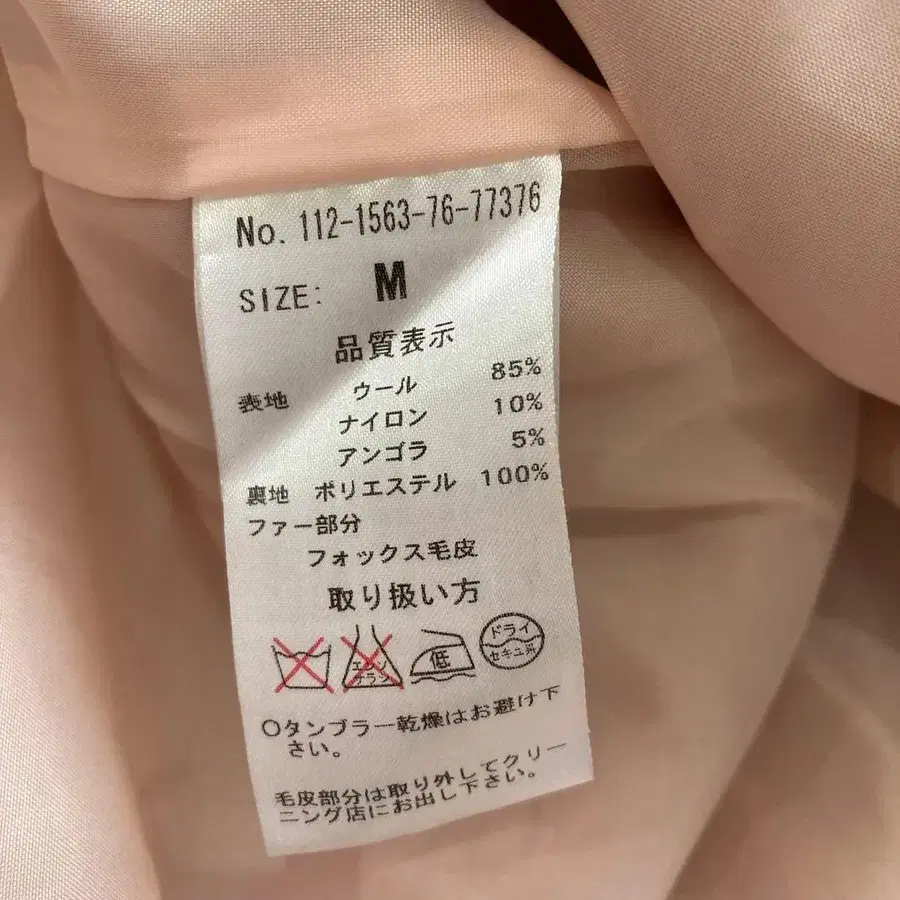 No. 112-1563-76-77376
SIZE: M
品質表示
表地 ウール 85%
ナイロン 10%
アンゴラ 5%
裏地 ポリエステル 100%
ファー部分
フォックス毛皮
取り扱い方
エンソ
サラシ
低
ドライ
セキユ系
○タンブラー乾燥はお避け下
さい。
毛皮部分は取り外してクリー
ニング店にお出し下さい。